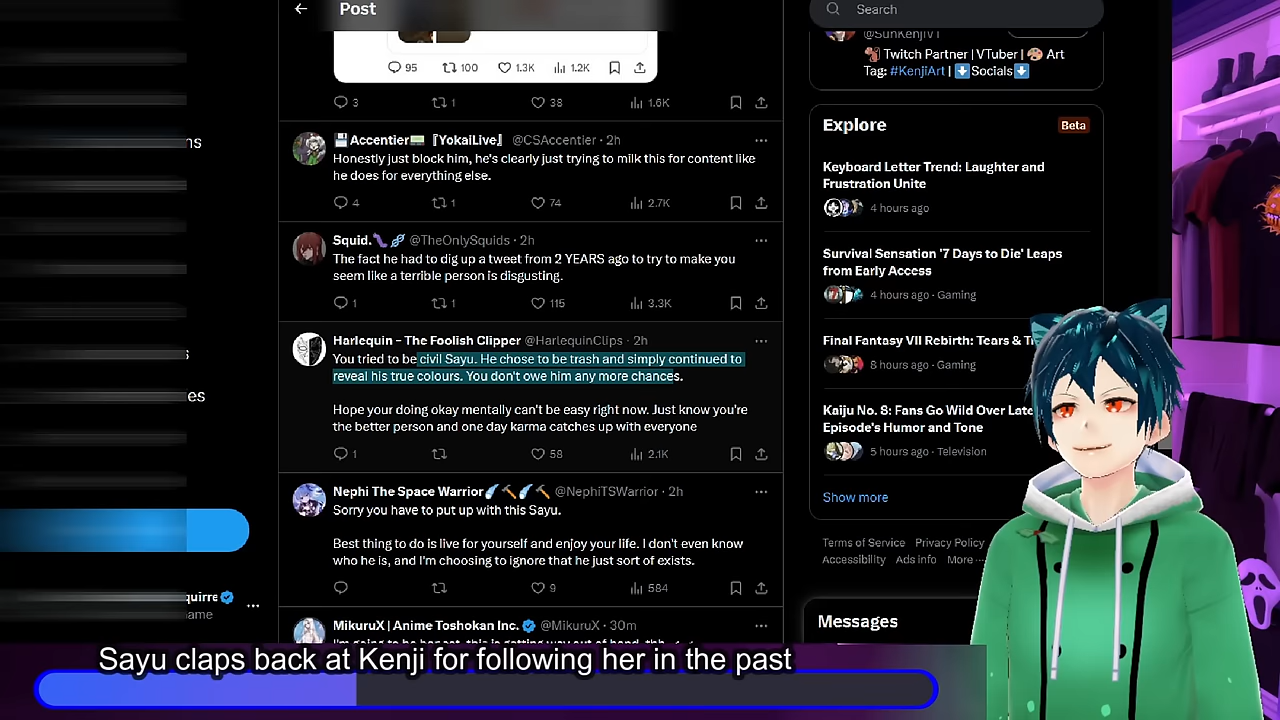 Post
Search
95 100 1.3K 1.2K
3 1 38 1.6K
@SunKenjiVT
Twitch Partner | VTuber | Art
Tag: #KenjiArt | Socials
Accentier 『YokaiLive』 @CSAccentier · 2h
Honestly just block him, he's clearly just trying to milk this for content like
he does for everything else.
4 1 74 2.7K
Squid. @TheOnlySquids · 2h
The fact he had to dig up a tweet from 2 YEARS ago to try to make you
seem like a terrible person is disgusting.
1 1 115 3.3K
Harlequin - The Foolish Clipper @HarlequinClips · 2h
You tried to be civil Sayu. He chose to be trash and simply continued to
reveal his true colours. You don't owe him any more chances.
Hope your doing okay mentally can't be easy right now. Just know you're
the better person and one day karma catches up with everyone
1 58 2.1K
Nephi The Space Warrior @NephiTSWarrior · 2h
Sorry you have to put up with this Sayu.
Best thing to do is live for yourself and enjoy your life. I don't even know
who he is, and I'm choosing to ignore that he just sort of exists.
9 584
MikuruX | Anime Toshokan Inc. @MikuruX · 30m
Explore
Beta
Keyboard Letter Trend: Laughter and
Frustration Unite
4 hours ago
Survival Sensation '7 Days to Die' Leaps
from Early Access
4 hours ago · Gaming
Final Fantasy VII Rebirth: Tears &
8 hours ago · Gaming
Kaiju No. 8: Fans Go Wild Over Late
Episode's Humor and Tone
5 hours ago · Television
Show more
Terms of Service Privacy Policy
Accessibility Ads info More ···
Messages
Sayu claps back at Kenji for following her in the past